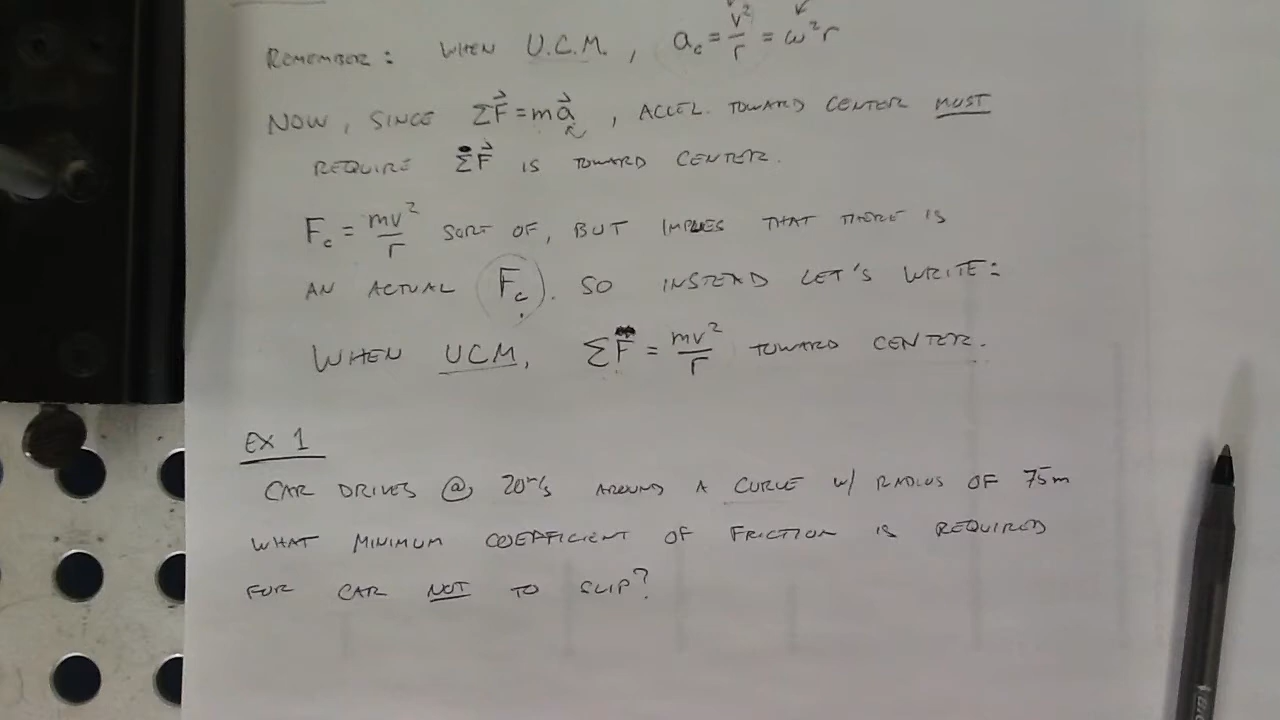 REMEMBER: WHEN U.C.M., a_c = v²/r = ω²r
NOW, SINCE ΣF⃗ = ma⃗, ACCEL. TOWARD CENTER MUST
REQUIRE ΣF⃗ IS TOWARD CENTER.
F_c = mv²/r SORT OF, BUT IMPLIES THAT THERE IS
AN ACTUAL F_c. SO INSTEAD LET'S WRITE:
WHEN UCM, ΣF = mv²/r TOWARD CENTER.
EX 1
CAR DRIVES @ 20m/s AROUND A CURVE w/ RADIUS OF 75m
WHAT MINIMUM COEFFICIENT OF FRICTION IS REQUIRED
FOR CAR NOT TO SLIP?